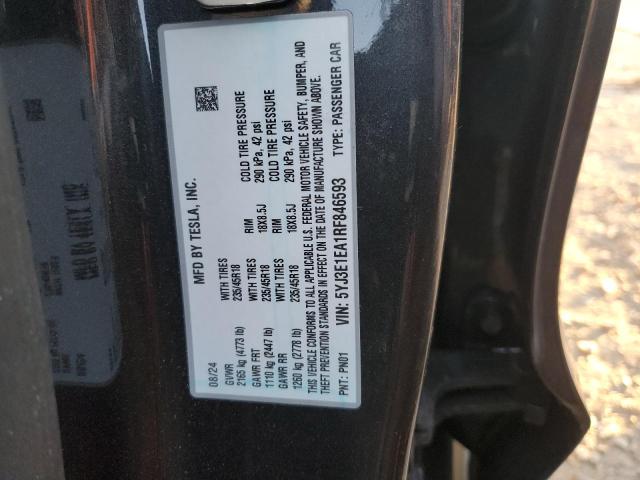 MFD BY TESLA, INC.
08/24
GVWR
2165 kg (4773 lb)
WITH TIRES
235/45R18
RIM
18X8.5J
COLD TIRE PRESSURE
290 kPa, 42 psi
GAWR FRT
1110 kg (2447 lb)
WITH TIRES
235/45R18
RIM
18X8.5J
COLD TIRE PRESSURE
290 kPa, 42 psi
GAWR RR
1260 kg (2778 lb)
THIS VEHICLE CONFORMS TO ALL APPLICABLE U.S. FEDERAL MOTOR VEHICLE SAFETY, BUMPER, AND
THEFT PREVENTION STANDARDS IN EFFECT ON THE DATE OF MANUFACTURE SHOWN ABOVE.
PNT: PN01
VIN: 5YJ3E1EA1RF846593
TYPE: PASSENGER CAR